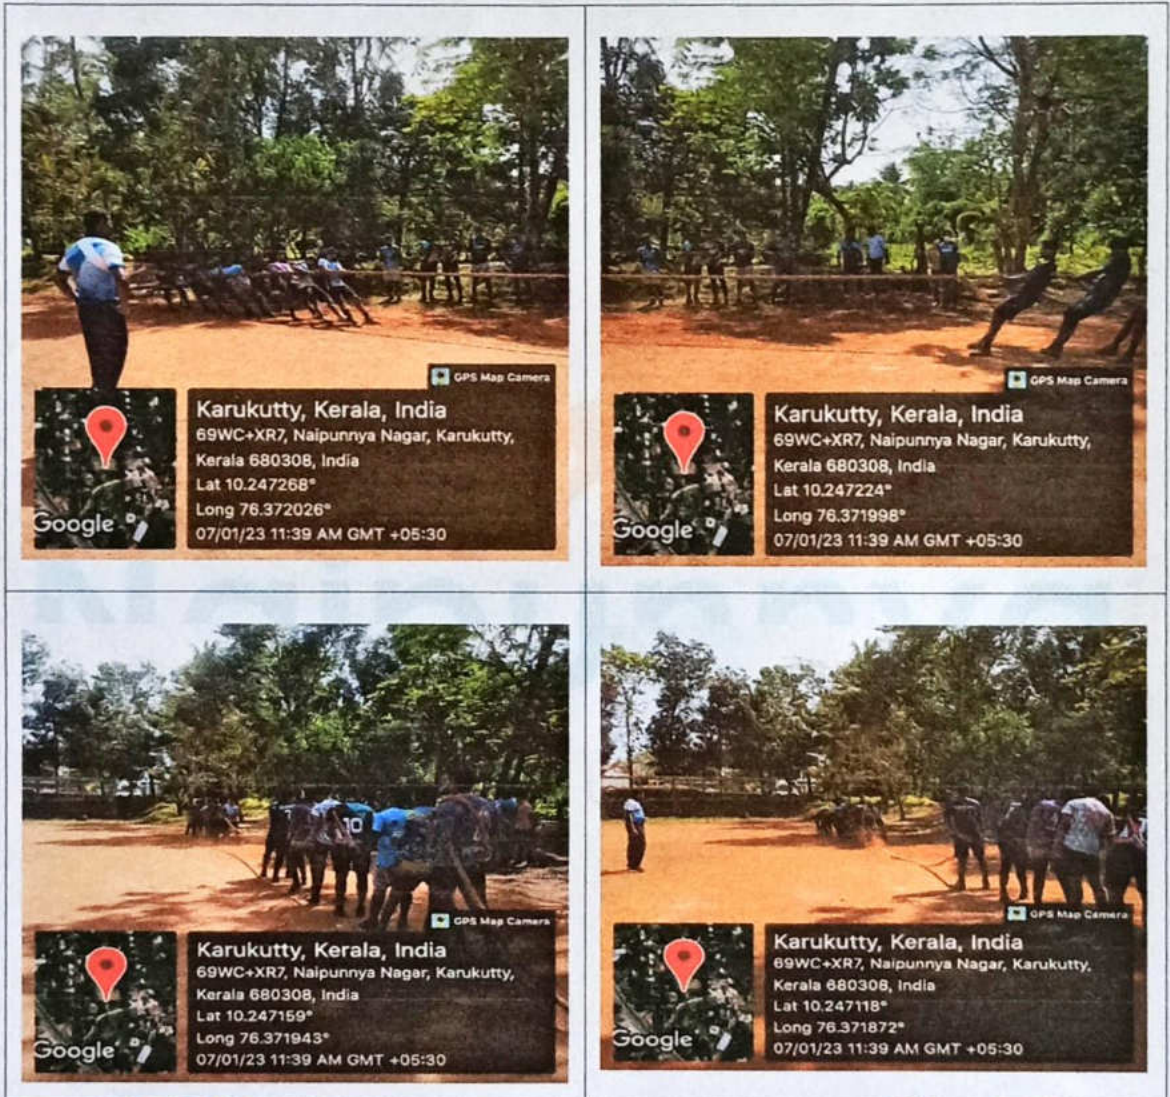 GPS Map Camera
Karukutty, Kerala, India
69WC+XR7, Naipunnya Nagar, Karukutty,
Kerala 680308, India
Lat 10.247268°
Long 76.372026°
07/01/23 11:39 AM GMT +05:30
Google
GPS Map Camera
Karukutty, Kerala, India
69WC+XR7, Naipunnya Nagar, Karukutty,
Kerala 680308, India
Lat 10.247224°
Long 76.371998°
07/01/23 11:39 AM GMT +05:30
Google
10
GPS Map Camera
Karukutty, Kerala, India
69WC+XR7, Naipunnya Nagar, Karukutty,
Kerala 680308, India
Lat 10.247159°
Long 76.371943°
07/01/23 11:39 AM GMT +05:30
Google
GPS Map Camera
Karukutty, Kerala, India
69WC+XR7, Naipunnya Nagar, Karukutty,
Kerala 680308, India
Lat 10.247118°
Long 76.371872°
07/01/23 11:39 AM GMT +05:30
Google